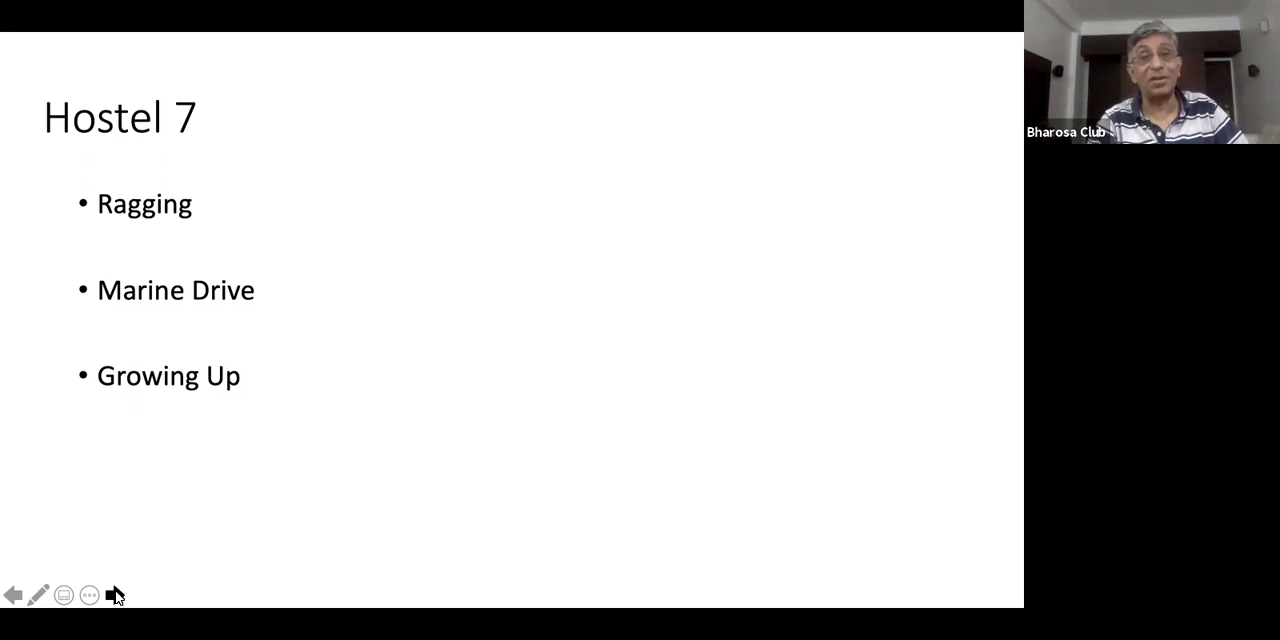 Hostel 7
• Ragging
• Marine Drive
• Growing Up
Bharosa Club